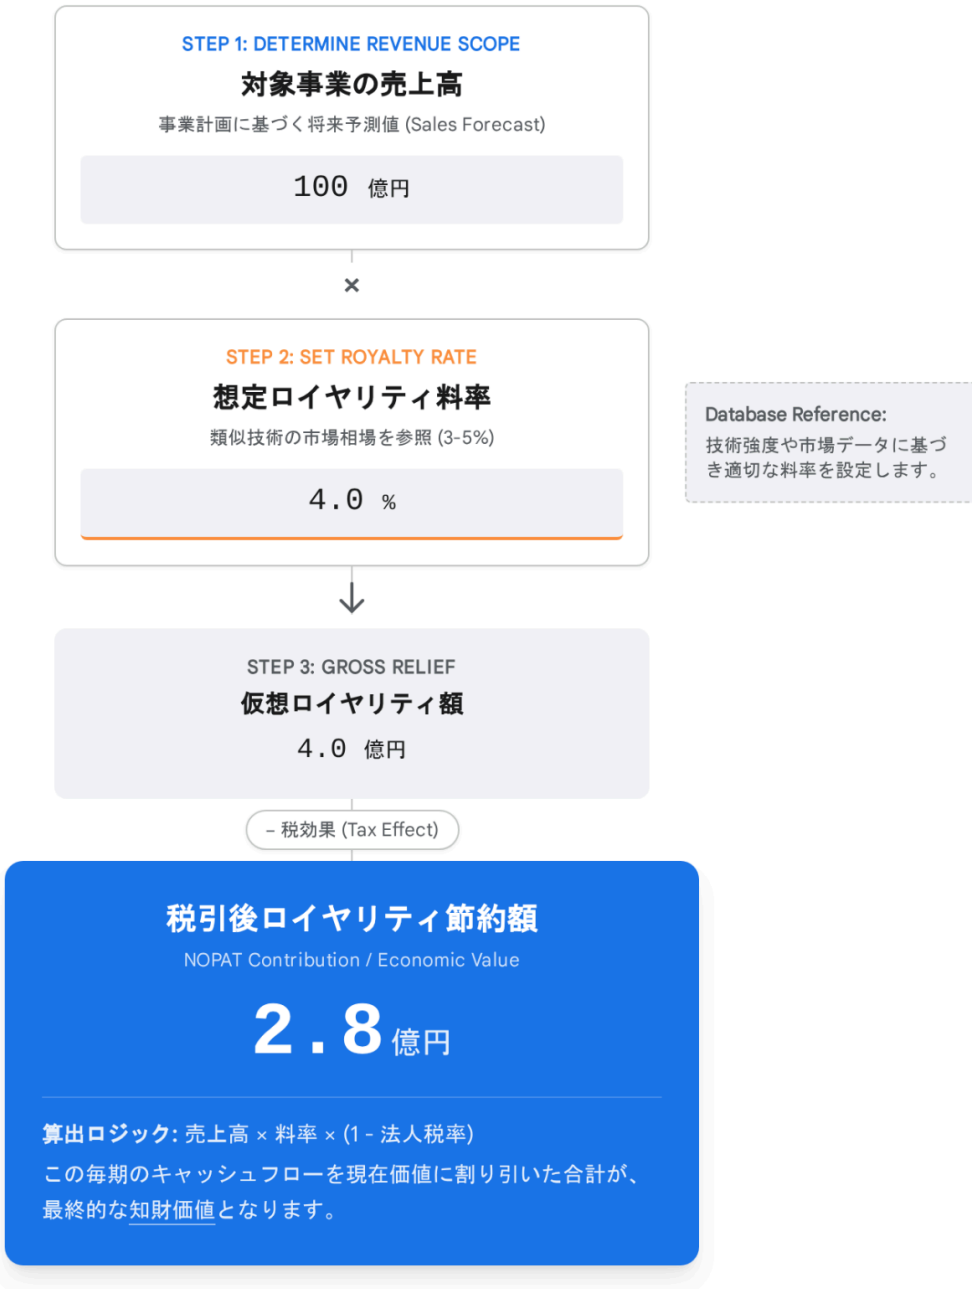 STEP 1: DETERMINE REVENUE SCOPE
対象事業の売上高
事業計画に基づく将来予測値 (Sales Forecast)
100 億円
×
STEP 2: SET ROYALTY RATE
想定ロイヤリティ料率
類似技術の市場相場を参照 (3-5%)
4.0 %
Database Reference:
技術強度や市場データに基づ
き適切な料率を設定します。
STEP 3: GROSS RELIEF
仮想ロイヤリティ額
4.0 億円
− 税効果 (Tax Effect)
税引後ロイヤリティ節約額
NOPAT Contribution / Economic Value
2.8億円
算出ロジック: 売上高 × 料率 × (1 - 法人税率)
この毎期のキャッシュフローを現在価値に割り引いた合計が、
最終的な知財価値となります。